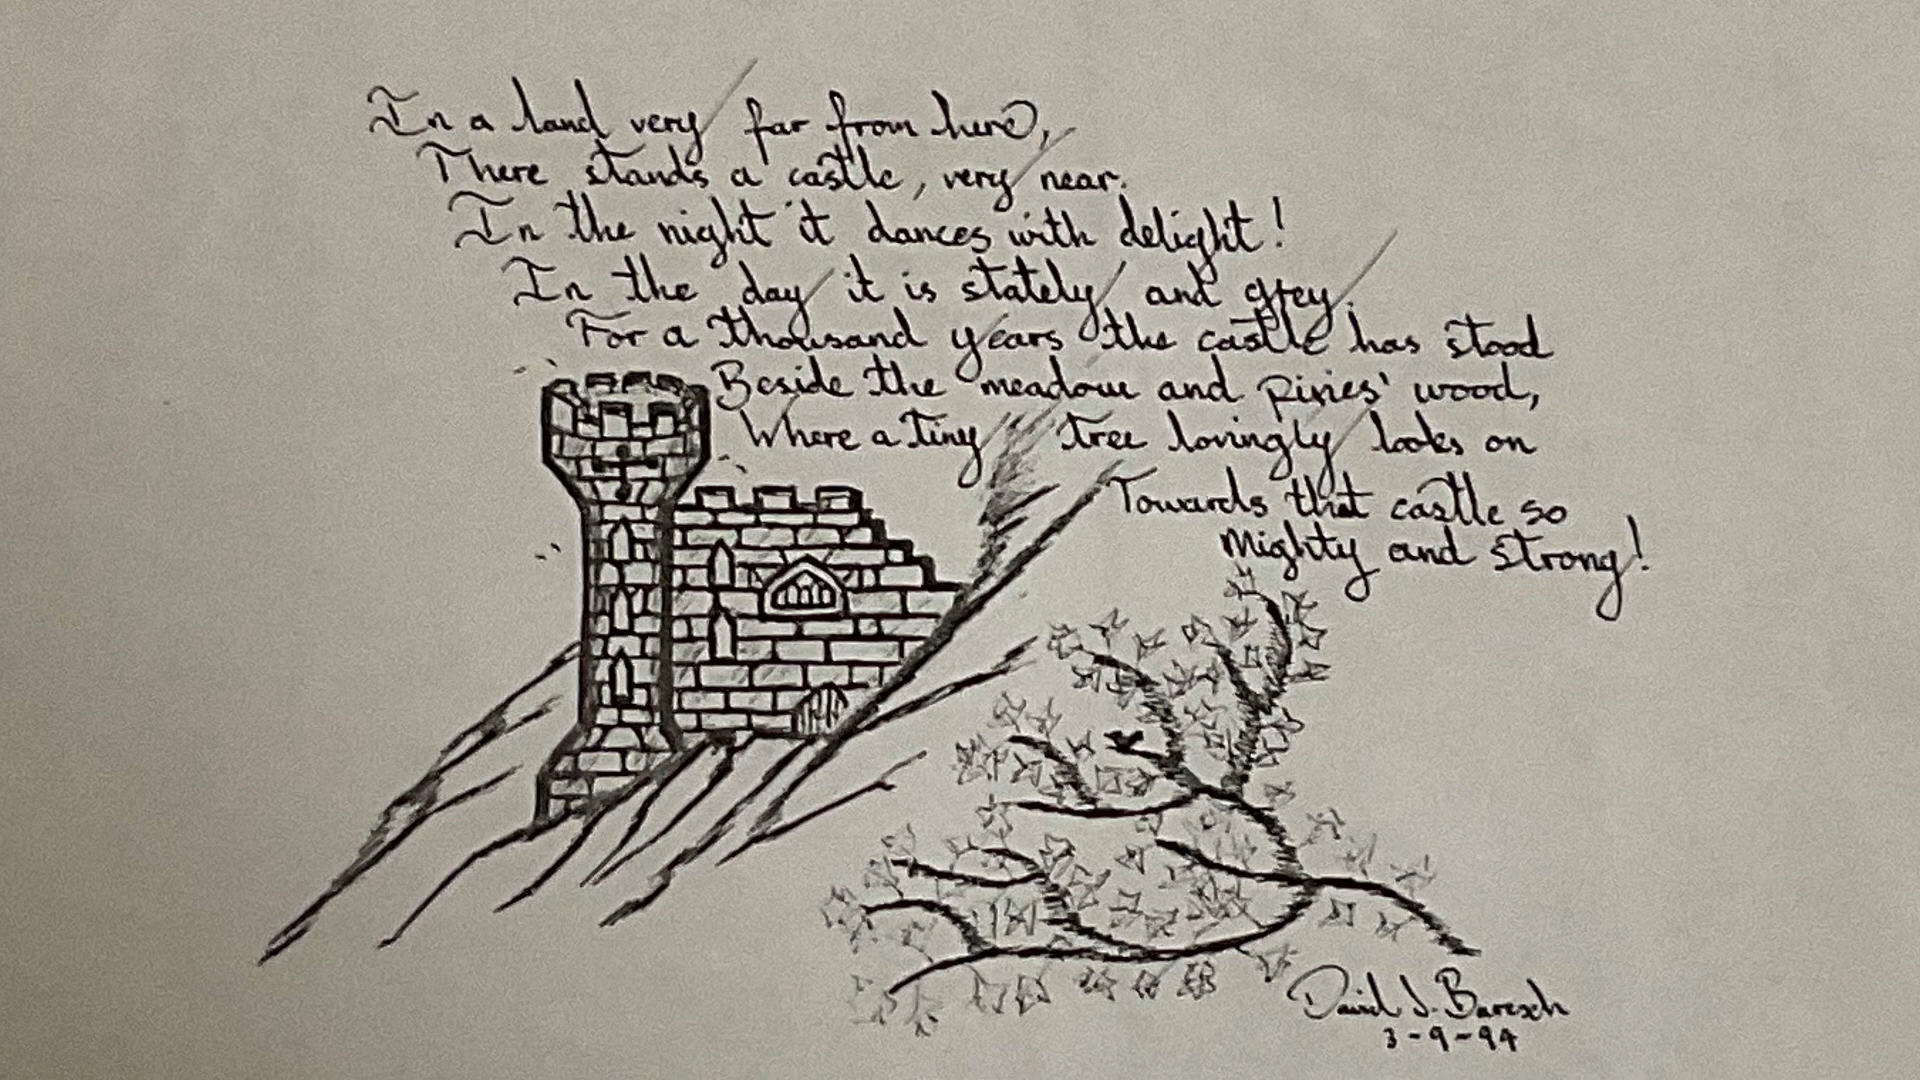 In a land very far from here,
There stands a castle, very near.
In the night it dances with delight!
In the day it is stately and grey.
For a thousand years the castle has stood
Beside the meadow and pines' wood,
Where a tiny tree lovingly looks on
Towards that castle so
Mighty and strong!
David J. Baresch
3-9-94